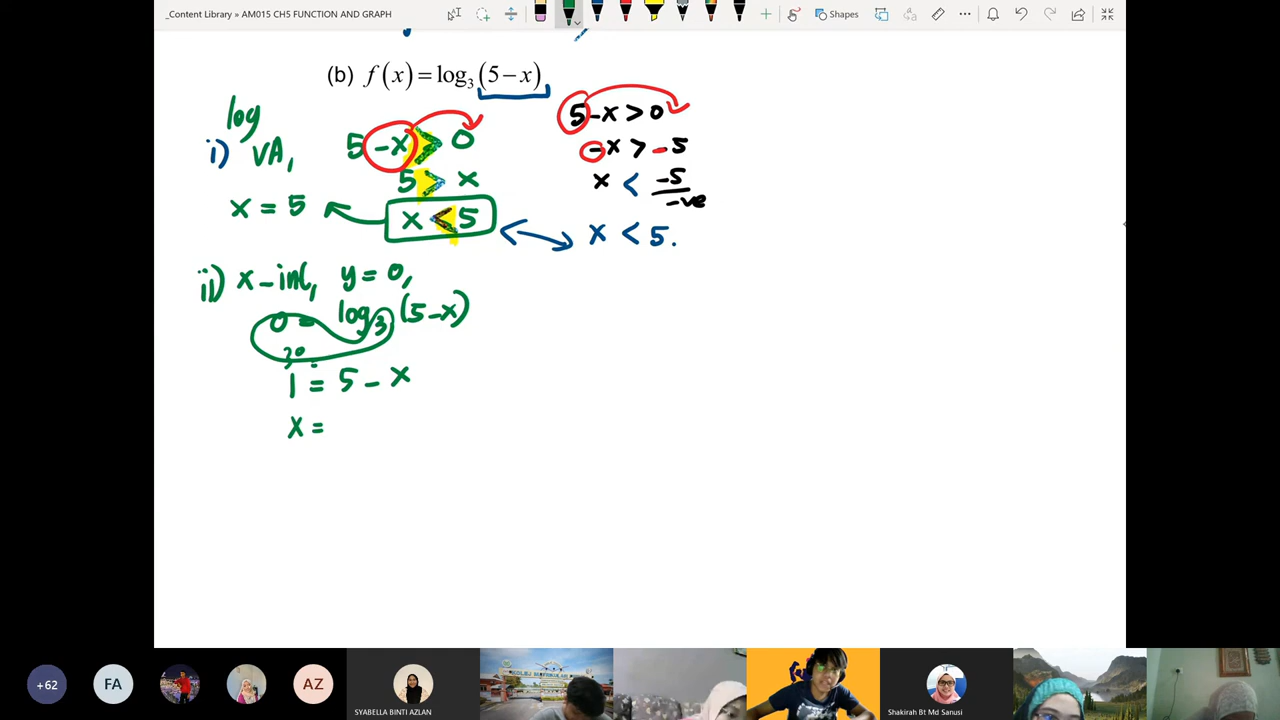 _Content Library » AM015 CH5 FUNCTION AND GRAPH
Shapes
(b) f(x) = log₃(5 − x)
log
i) VA,
x = 5
5 - x > 0
5 > x
x < 5
5 - x > 0
- x > - 5
x < -5/-ve
x < 5.
ii) x - int, y = 0,
0 = log₃(5 - x)
3⁰
1 = 5 - x
x =
+62
FA
AZ
SYABELLA BINTI AZLAN
Shakirah Bt Md Sanusi